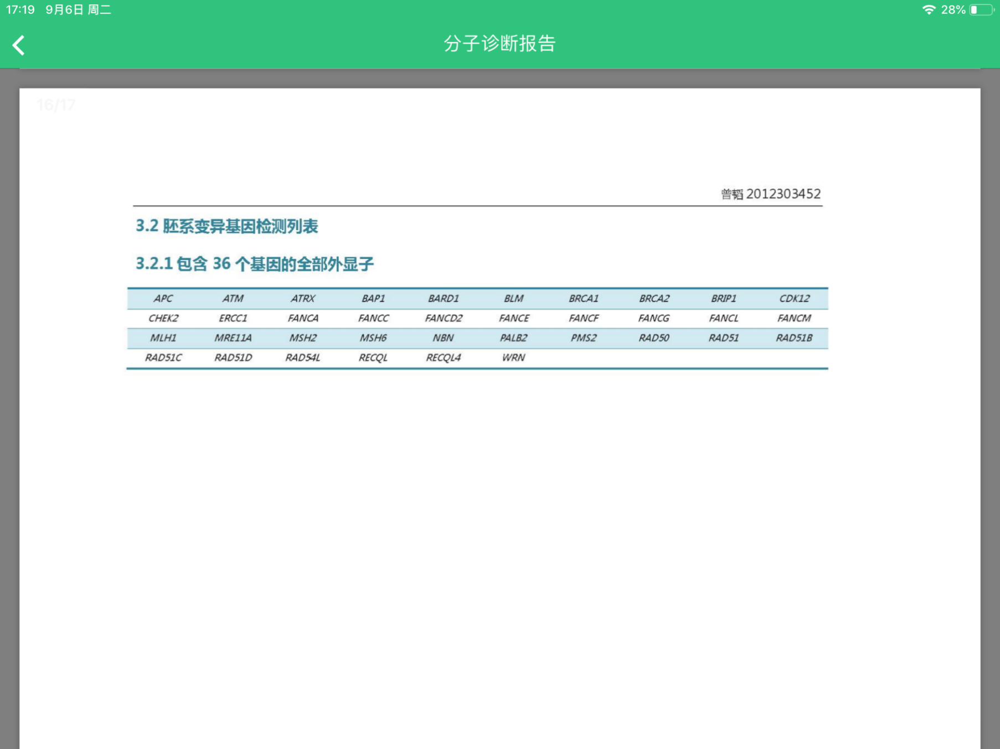 17:19 9月6日 周二 28%
分子诊断报告
16/17
曾韬 2012303452
3.2 胚系变异基因检测列表
3.2.1 包含 36 个基因的全部外显子
APC ATM ATRX BAP1 BARD1 BLM BRCA1 BRCA2 BRIP1 CDK12
CHEK2 ERCC1 FANCA FANCC FANCD2 FANCE FANCF FANCG FANCL FANCM
MLH1 MRE11A MSH2 MSH6 NBN PALB2 PMS2 RAD50 RAD51 RAD51B
RAD51C RAD51D RAD54L RECQL RECQL4 WRN